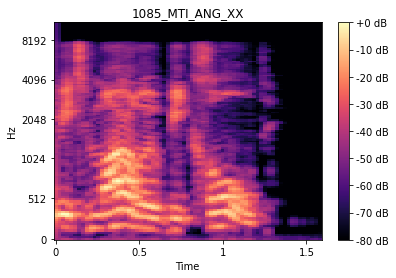 1085_MTI_ANG_XX
8192
4096
2048
1024
512
0
Hz
0
0.5
1
1.5
Time
+0 dB
-10 dB
-20 dB
-30 dB
-40 dB
-50 dB
-60 dB
-70 dB
-80 dB